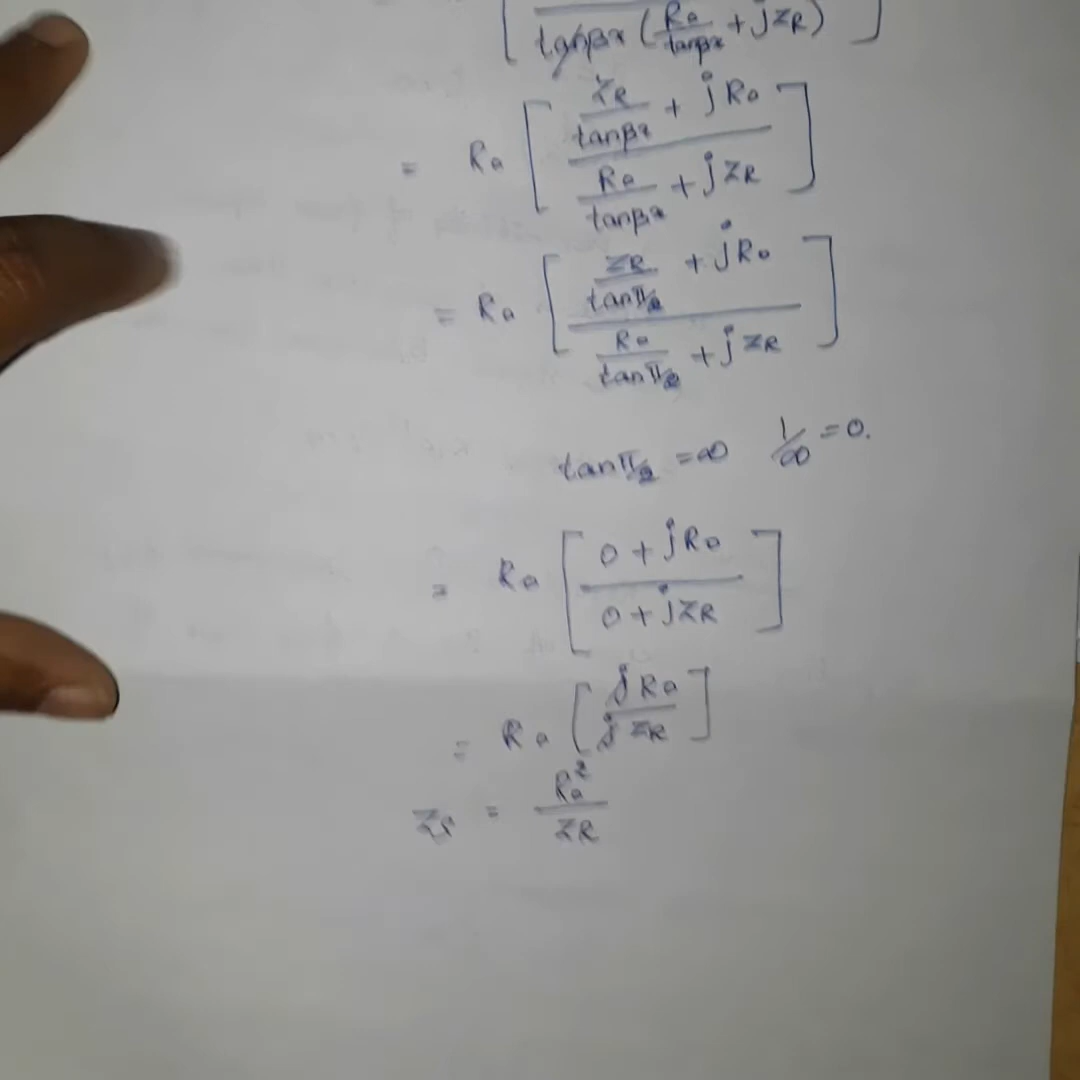 [ tanβx ( Ro/tanβx + jZR ) ]
= Ro [ (ZR/tanβx + jRo) / (Ro/tanβx + jZR) ]
= Ro [ (ZR/tanπ/2 + jRo) / (Ro/tanπ/2 + jZR) ]
tanπ/2 = ∞ 1/∞ = 0.
= Ro [ (0 + jRo) / (0 + jZR) ]
= Ro [ jRo / jZR ]
Zs = Ro² / ZR